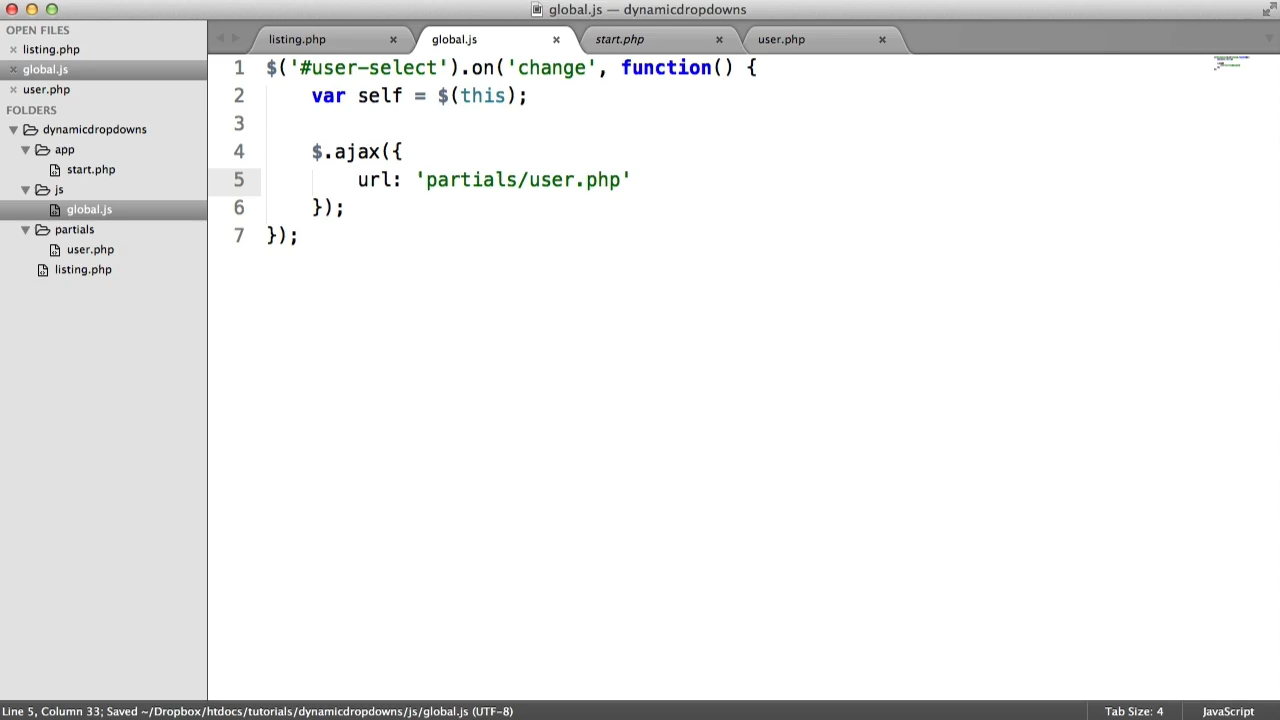 global.js — dynamicdropdowns
OPEN FILES
listing.php
global.js
user.php
FOLDERS
dynamicdropdowns
app
start.php
js
global.js
partials
user.php
listing.php
listing.php
global.js
start.php
user.php
1 $('#user-select').on('change', function() {
2     var self = $(this);
3
4     $.ajax({
5         url: 'partials/user.php'
6     });
7 });
Line 5, Column 33; Saved ~/Dropbox/htdocs/tutorials/dynamicdropdowns/js/global.js (UTF-8)
Tab Size: 4
JavaScript